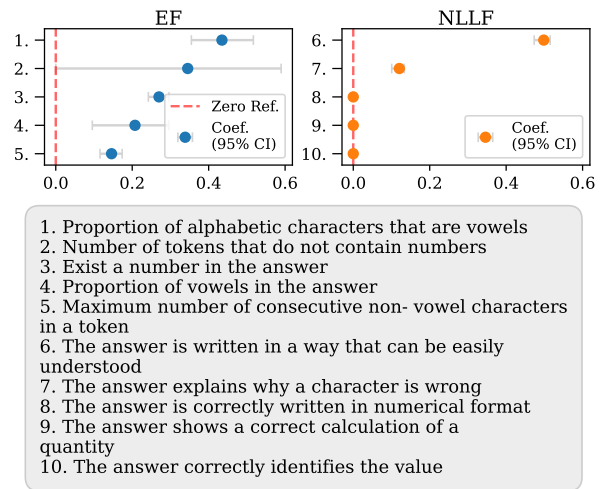 EF
NLLF
1.
2.
3.
4.
5.
Zero Ref.
Coef.
(95% CI)
0.0 0.2 0.4 0.6
6.
7.
8.
9.
10.
Coef.
(95% CI)
0.0 0.2 0.4 0.6
1. Proportion of alphabetic characters that are vowels
2. Number of tokens that do not contain numbers
3. Exist a number in the answer
4. Proportion of vowels in the answer
5. Maximum number of consecutive non- vowel characters
in a token
6. The answer is written in a way that can be easily
understood
7. The answer explains why a character is wrong
8. The answer is correctly written in numerical format
9. The answer shows a correct calculation of a
quantity
10. The answer correctly identifies the value